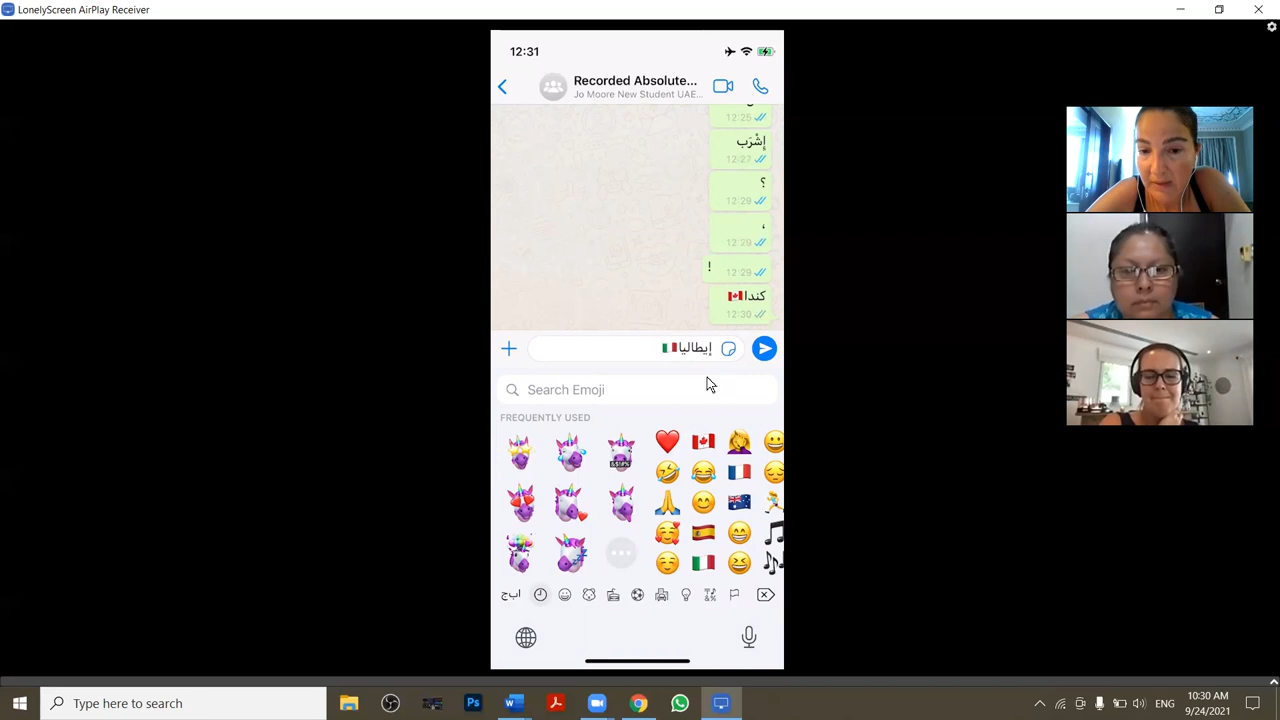 LonelyScreen AirPlay Receiver
12:31
Recorded Absolute...
Jo Moore New Student UAE...
12:25
إِشْرَب
12:27
؟
12:29
،
12:29
!
12:29
كندا🇨🇦
12:30
إيطاليا🇮🇹
Search Emoji
FREQUENTLY USED
ابج
Type here to search
ENG
10:30 AM
9/24/2021